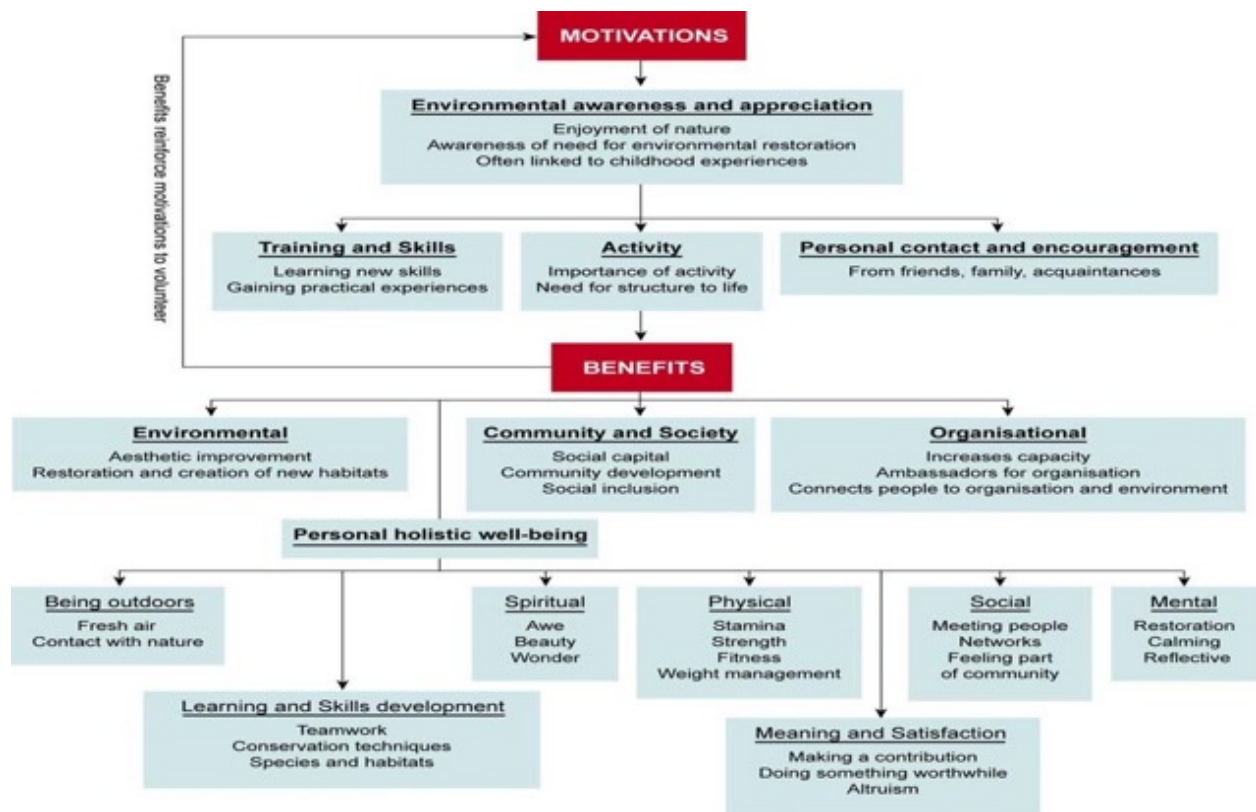 MOTIVATIONS
Benefits reinforce motivations to volunteer
Environmental awareness and appreciation
Enjoyment of nature
Awareness of need for environmental restoration
Often linked to childhood experiences
Training and Skills
Learning new skills
Gaining practical experiences
Activity
Importance of activity
Need for structure to life
Personal contact and encouragement
From friends, family, acquaintances
BENEFITS
Environmental
Aesthetic improvement
Restoration and creation of new habitats
Community and Society
Social capital
Community development
Social inclusion
Organisational
Increases capacity
Ambassadors for organisation
Connects people to organisation and environment
Personal holistic well-being
Being outdoors
Fresh air
Contact with nature
Spiritual
Awe
Beauty
Wonder
Physical
Stamina
Strength
Fitness
Weight management
Social
Meeting people
Networks
Feeling part
of community
Mental
Restoration
Calming
Reflective
Learning and Skills development
Teamwork
Conservation techniques
Species and habitats
Meaning and Satisfaction
Making a contribution
Doing something worthwhile
Altruism